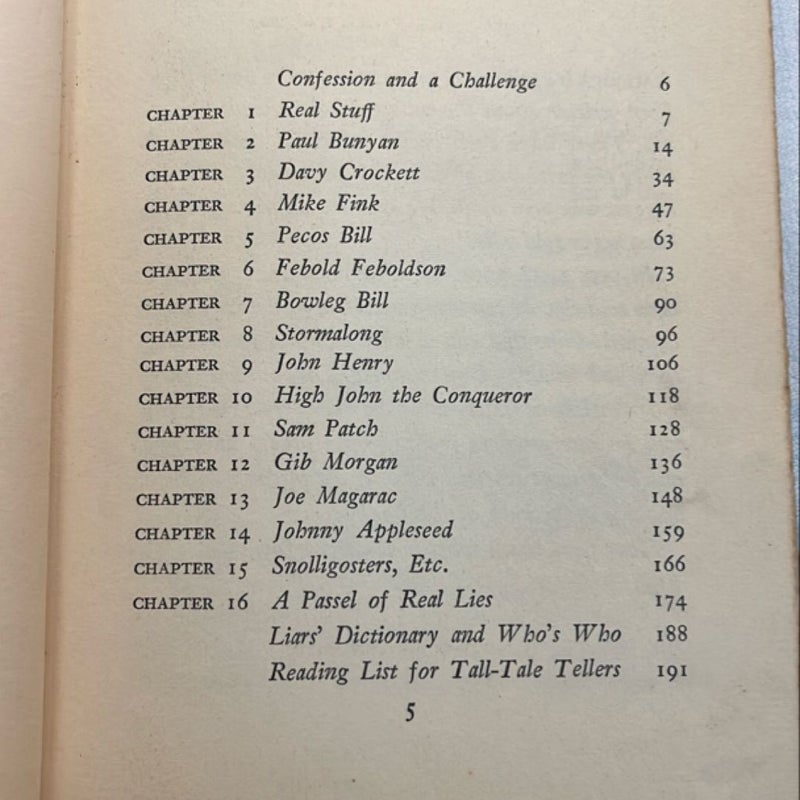 Confession and a Challenge 6
CHAPTER 1 Real Stuff 7
CHAPTER 2 Paul Bunyan 14
CHAPTER 3 Davy Crockett 34
CHAPTER 4 Mike Fink 47
CHAPTER 5 Pecos Bill 63
CHAPTER 6 Febold Feboldson 73
CHAPTER 7 Bowleg Bill 90
CHAPTER 8 Stormalong 96
CHAPTER 9 John Henry 106
CHAPTER 10 High John the Conqueror 118
CHAPTER 11 Sam Patch 128
CHAPTER 12 Gib Morgan 136
CHAPTER 13 Joe Magarac 148
CHAPTER 14 Johnny Appleseed 159
CHAPTER 15 Snolligosters, Etc. 166
CHAPTER 16 A Passel of Real Lies 174
Liars' Dictionary and Who's Who 188
Reading List for Tall-Tale Tellers 191
5